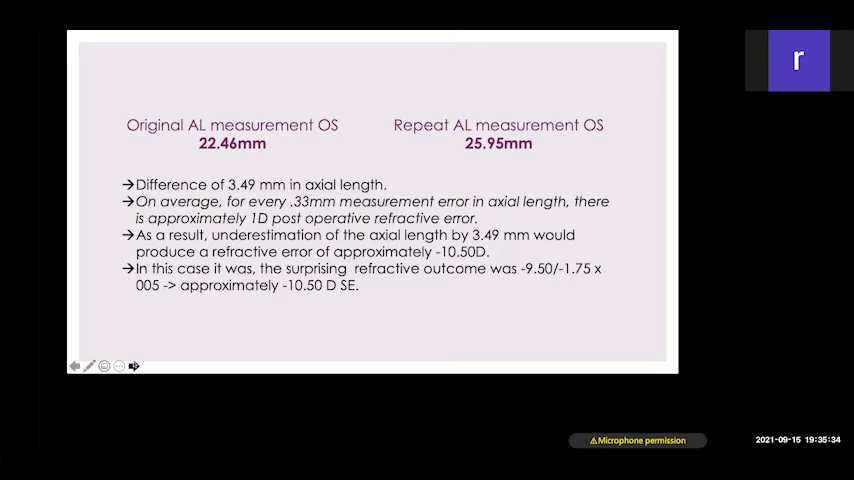 r
Original AL measurement OS
22.46mm
Repeat AL measurement OS
25.95mm
→Difference of 3.49 mm in axial length.
→On average, for every .33mm measurement error in axial length, there
is approximately 1D post operative refractive error.
→As a result, underestimation of the axial length by 3.49 mm would
produce a refractive error of approximately -10.50D.
→In this case it was, the surprising refractive outcome was -9.50/-1.75 x
005 -> approximately -10.50 D SE.
⚠Microphone permission
2021-09-15 19:35:34